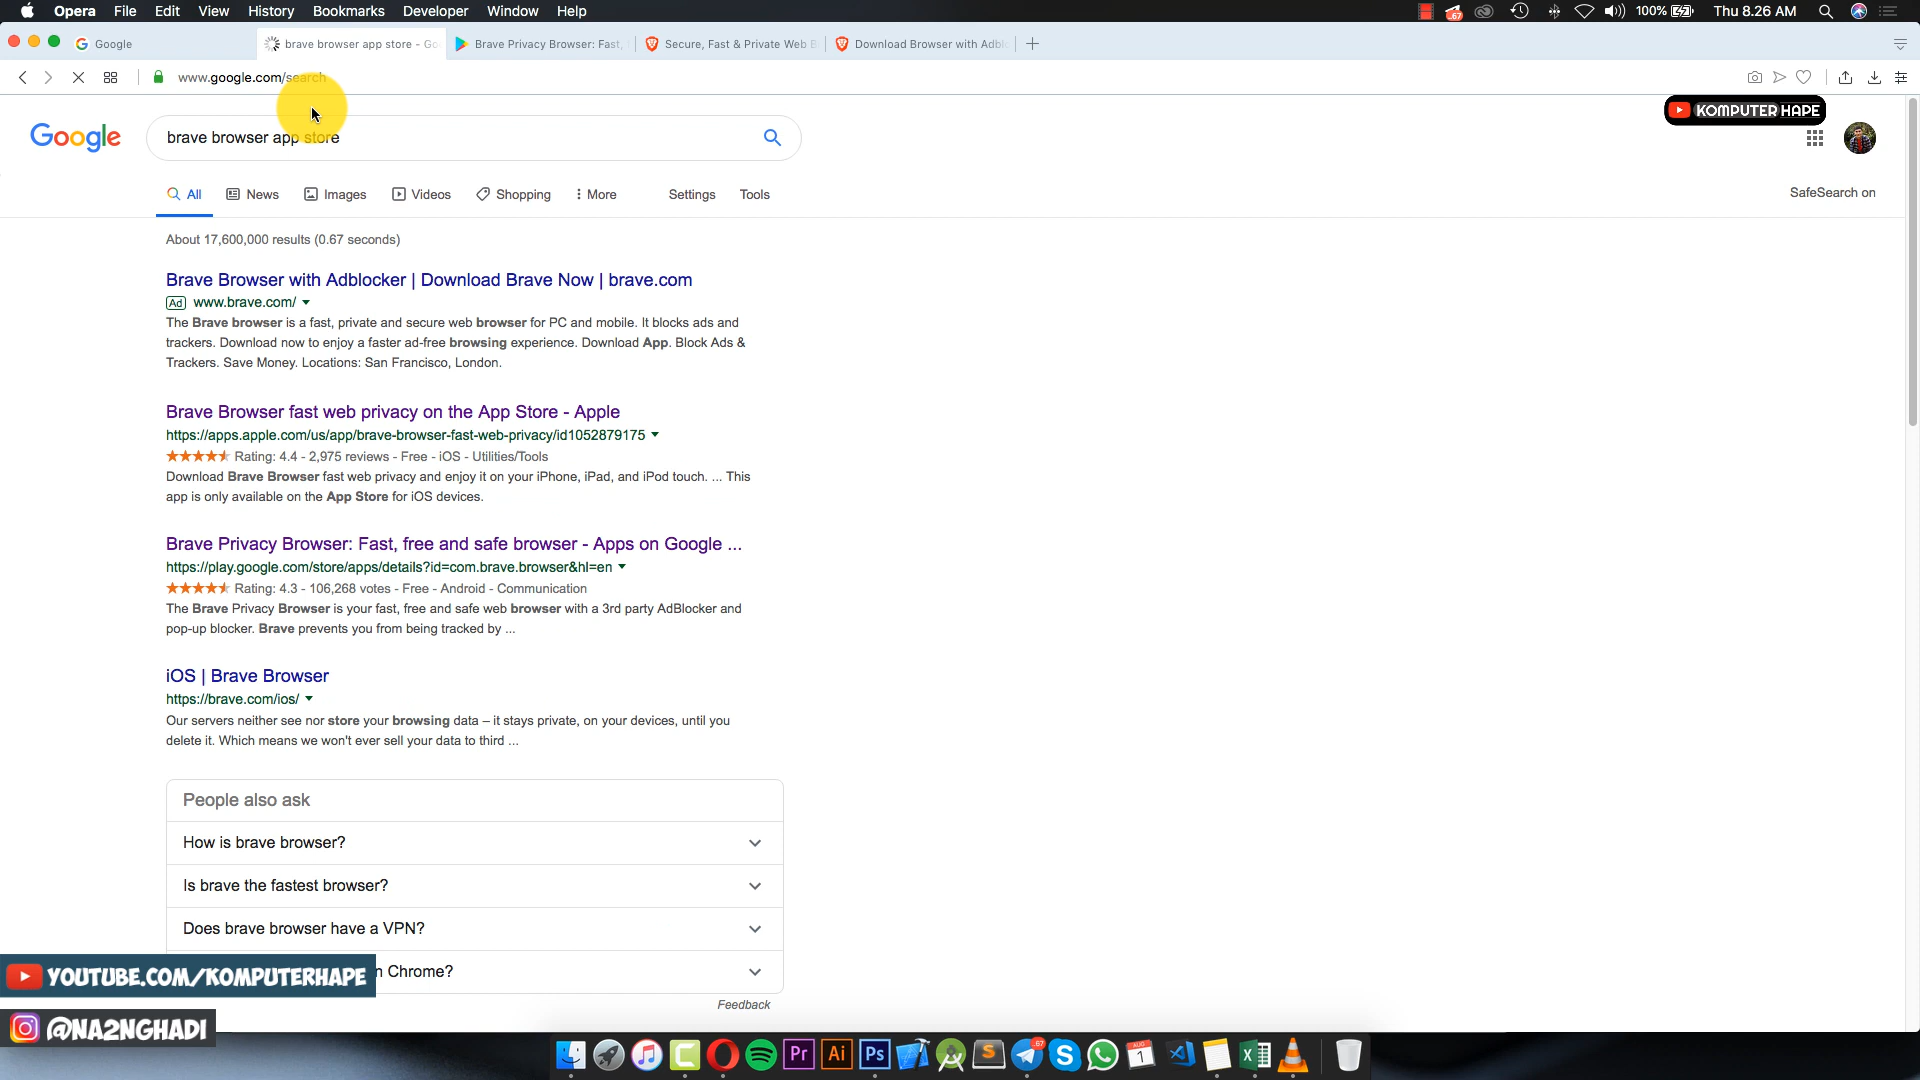 Opera File Edit View History Bookmarks Developer Window Help 67 100% Thu 8.26 AM
Google brave browser app store - Go Brave Privacy Browser: Fast, Secure, Fast & Private Web B Download Browser with Adbl
www.google.com/search
KOMPUTER HAPE
Google brave browser app store
All News Images Videos Shopping More Settings Tools SafeSearch on
About 17,600,000 results (0.67 seconds)
Brave Browser with Adblocker | Download Brave Now | brave.com
Ad www.brave.com/
The Brave browser is a fast, private and secure web browser for PC and mobile. It blocks ads and
trackers. Download now to enjoy a faster ad-free browsing experience. Download App. Block Ads &
Trackers. Save Money. Locations: San Francisco, London.
Brave Browser fast web privacy on the App Store - Apple
https://apps.apple.com/us/app/brave-browser-fast-web-privacy/id1052879175
Rating: 4.4 - 2,975 reviews - Free - iOS - Utilities/Tools
Download Brave Browser fast web privacy and enjoy it on your iPhone, iPad, and iPod touch. ... This
app is only available on the App Store for iOS devices.
Brave Privacy Browser: Fast, free and safe browser - Apps on Google ...
https://play.google.com/store/apps/details?id=com.brave.browser&hl=en
Rating: 4.3 - 106,268 votes - Free - Android - Communication
The Brave Privacy Browser is your fast, free and safe web browser with a 3rd party AdBlocker and
pop-up blocker. Brave prevents you from being tracked by ...
iOS | Brave Browser
https://brave.com/ios/
Our servers neither see nor store your browsing data – it stays private, on your devices, until you
delete it. Which means we won't ever sell your data to third ...
People also ask
How is brave browser?
Is brave the fastest browser?
Does brave browser have a VPN?
n Chrome?
YOUTUBE.COM/KOMPUTERHAPE
Feedback
@NA2NGHADI
Pr Ai Ps S 67 AUG 1